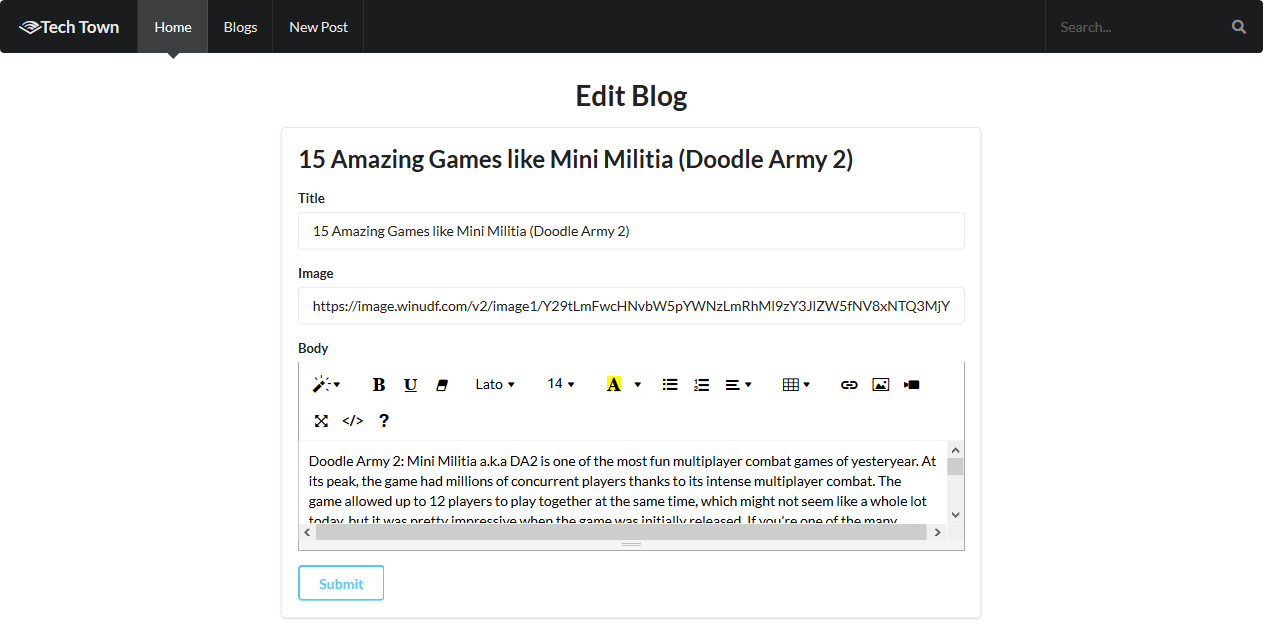 Tech Town Home Blogs New Post Search...
Edit Blog
15 Amazing Games like Mini Militia (Doodle Army 2)
Title
15 Amazing Games like Mini Militia (Doodle Army 2)
Image
https://image.winudf.com/v2/image1/Y29tLmFwcHNvbW5pYWNzLmRhMl9zY3JlZW5fNV8xNTQ3MjY
Body
B U Lato 14 A
</> ?
Doodle Army 2: Mini Militia a.k.a DA2 is one of the most fun multiplayer combat games of yesteryear. At
its peak, the game had millions of concurrent players thanks to its intense multiplayer combat. The
game allowed up to 12 players to play together at the same time, which might not seem like a whole lot
today, but it was pretty impressive when the game was initially released. If you're one of the many
Submit